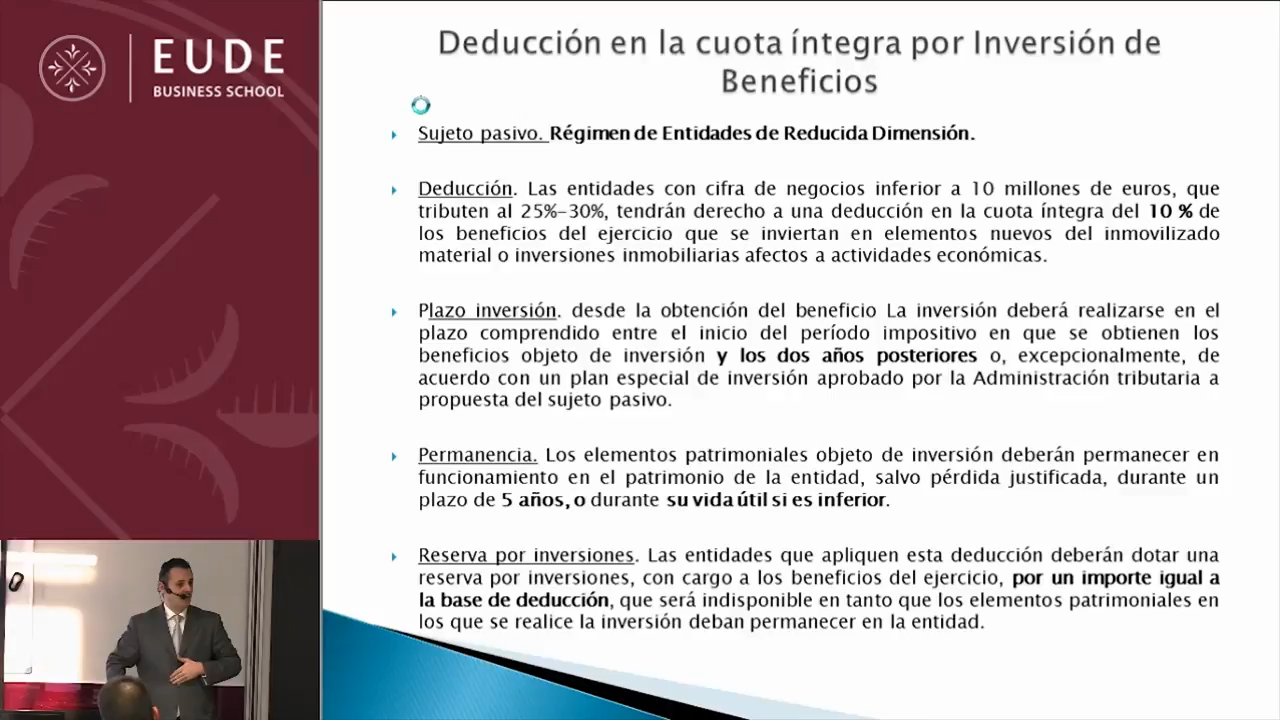 EUDE
BUSINESS SCHOOL
Deducción en la cuota íntegra por Inversión de
Beneficios
Sujeto pasivo. Régimen de Entidades de Reducida Dimensión.
Deducción. Las entidades con cifra de negocios inferior a 10 millones de euros, que
tributen al 25%-30%, tendrán derecho a una deducción en la cuota íntegra del 10 % de
los beneficios del ejercicio que se inviertan en elementos nuevos del inmovilizado
material o inversiones inmobiliarias afectos a actividades económicas.
Plazo inversión. desde la obtención del beneficio La inversión deberá realizarse en el
plazo comprendido entre el inicio del período impositivo en que se obtienen los
beneficios objeto de inversión y los dos años posteriores o, excepcionalmente, de
acuerdo con un plan especial de inversión aprobado por la Administración tributaria a
propuesta del sujeto pasivo.
Permanencia. Los elementos patrimoniales objeto de inversión deberán permanecer en
funcionamiento en el patrimonio de la entidad, salvo pérdida justificada, durante un
plazo de 5 años, o durante su vida útil si es inferior.
Reserva por inversiones. Las entidades que apliquen esta deducción deberán dotar una
reserva por inversiones, con cargo a los beneficios del ejercicio, por un importe igual a
la base de deducción, que será indisponible en tanto que los elementos patrimoniales en
los que se realice la inversión deban permanecer en la entidad.